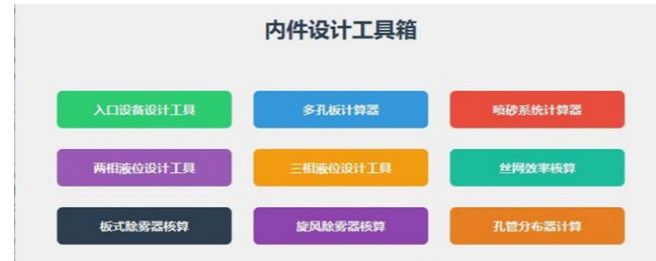 内件设计工具箱
入口设备设计工具
多孔板计算器
喷砂系统计算器
两相液位设计工具
三相液位设计工具
丝网效率核算
板式除雾器核算
旋风除雾器核算
孔管分布器计算